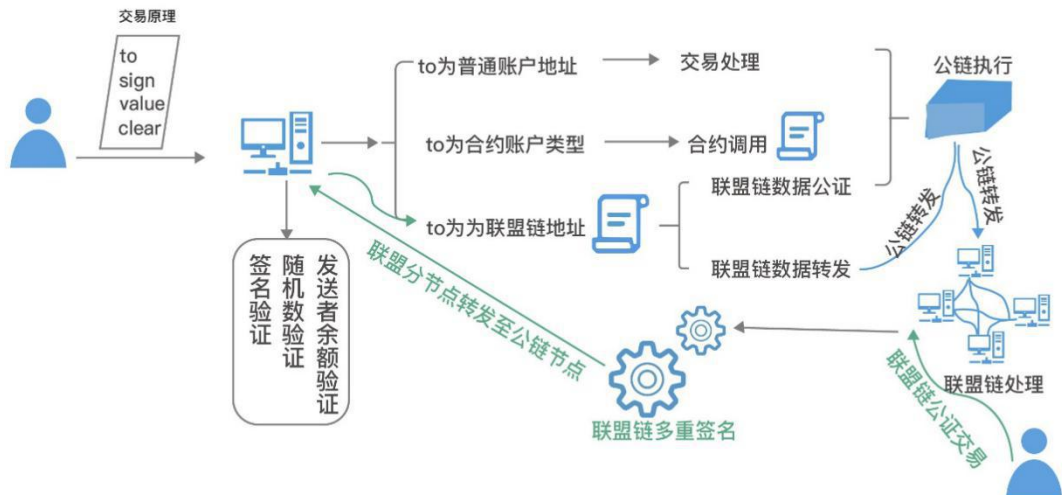 交易原理
to
sign
value
clear
to为普通账户地址
交易处理
公链执行
to为合约账户类型
合约调用
联盟链数据公证
to为为联盟链地址
联盟链数据转发
公链转发
公链转发
发送者余额验证
随机数验证
签名验证
联盟分节点转发至公链节点
联盟链多重签名
联盟链处理
联盟链公证交易